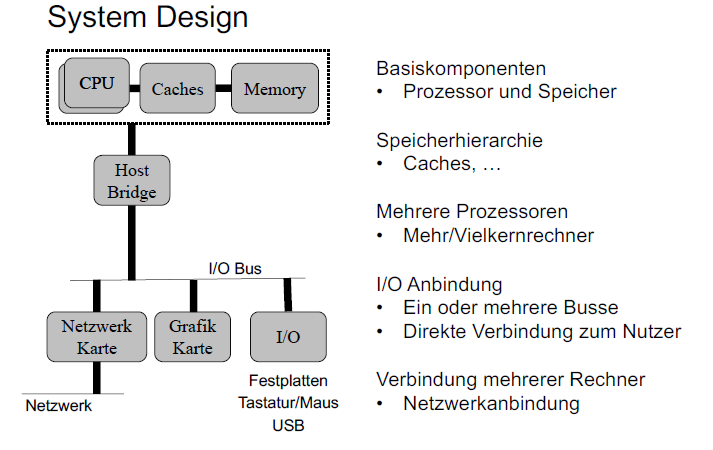 System Design
CPU
Caches
Memory
Host
Bridge
I/O Bus
Netzwerk
Karte
Grafik
Karte
I/O
Netzwerk
Festplatten
Tastatur/Maus
USB
Basiskomponenten
• Prozessor und Speicher
Speicherhierarchie
• Caches, …
Mehrere Prozessoren
• Mehr/Vielkernrechner
I/O Anbindung
• Ein oder mehrere Busse
• Direkte Verbindung zum Nutzer
Verbindung mehrerer Rechner
• Netzwerkanbindung